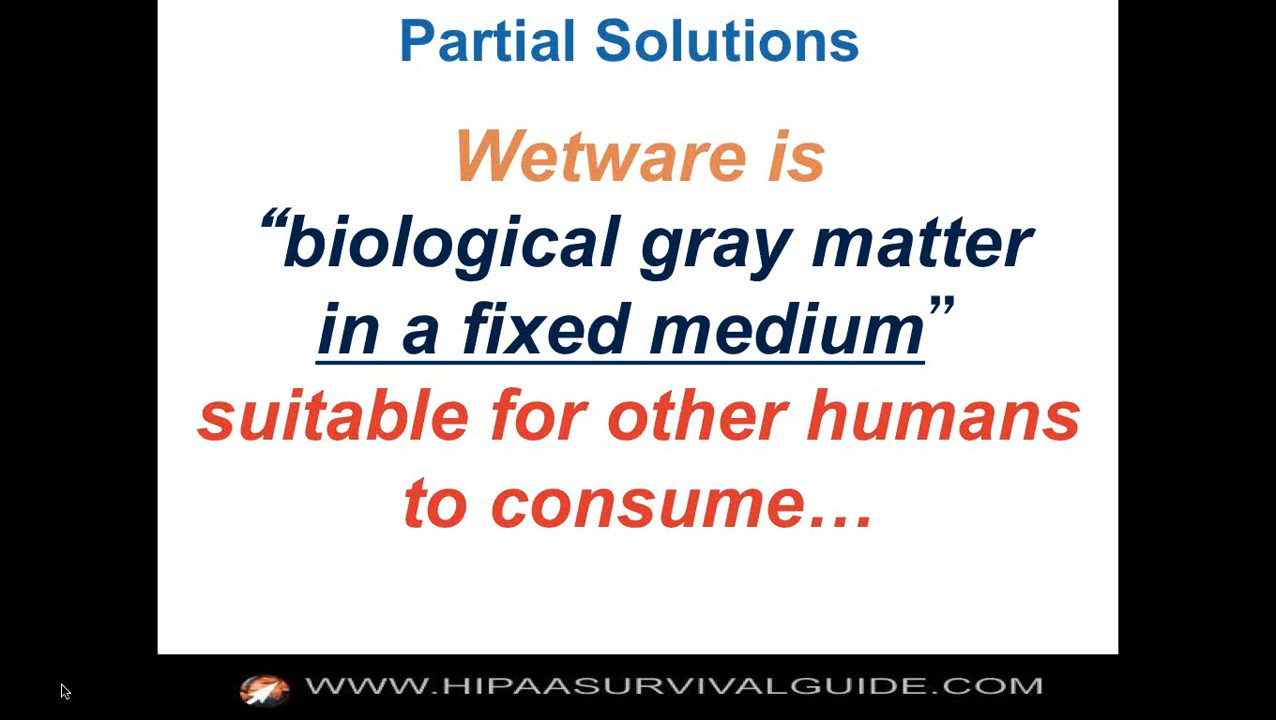 Partial Solutions
Wetware is
“biological gray matter
in a fixed medium”
suitable for other humans
to consume…
WWW.HIPAASURVIVALGUIDE.COM